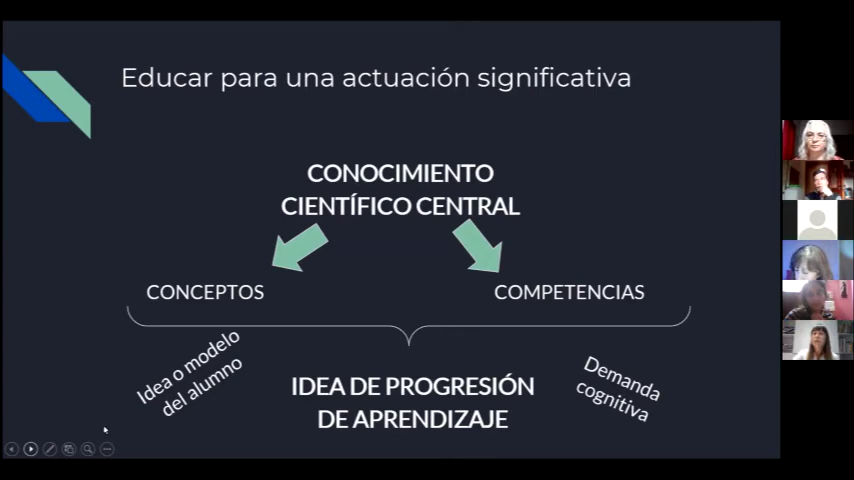 Educar para una actuación significativa
CONOCIMIENTO
CIENTÍFICO CENTRAL
CONCEPTOS
COMPETENCIAS
Idea o modelo
del alumno
IDEA DE PROGRESIÓN
DE APRENDIZAJE
Demanda
cognitiva